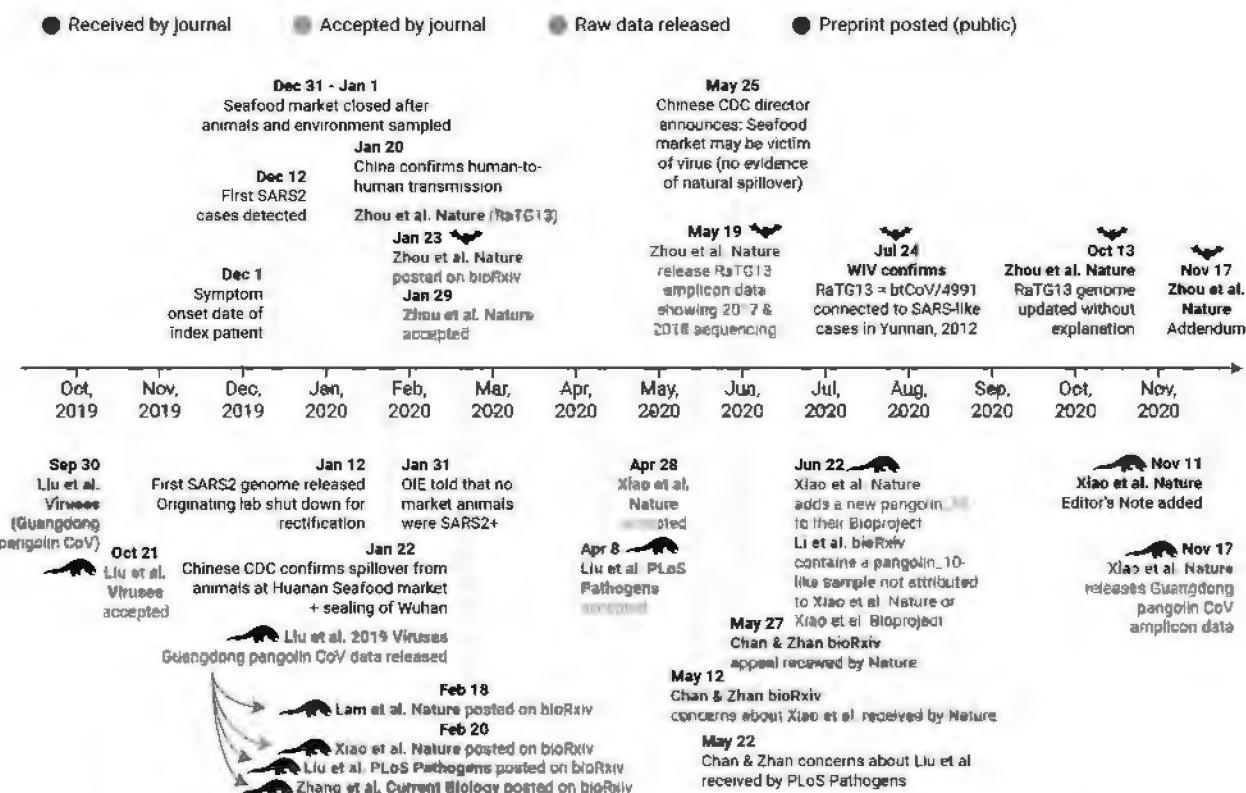 Received by journal
Accepted by journal
Raw data released
Preprint posted (public)
Dec 31 - Jan 1
Seafood market closed after
animals and environment sampled
Jan 20
China confirms human-to-
human transmission
Zhou et al. Nature (RaTG13)
Dec 12
First SARS2
cases detected
Jan 23
Zhou et al. Nature
posted on bioRxiv
Jan 29
Zhou et al. Nature
accepted
Dec 1
Symptom
onset date of
index patient
May 25
Chinese CDC director
announces: Seafood
market may be victim
of virus (no evidence
of natural spillover)
May 19
Zhou et al. Nature
release RaTG13
amplicon data
showing 2017 &
2018 sequencing
Jul 24
WIV confirms
RaTG13 = btCoV/4991
connected to SARS-like
cases in Yunnan, 2012
Oct 13
Zhou et al. Nature
RaTG13 genome
updated without
explanation
Nov 17
Zhou et al.
Nature
Addendum
Oct, 2019
Nov, 2019
Dec, 2019
Jan, 2020
Feb, 2020
Mar, 2020
Apr, 2020
May, 2020
Jun, 2020
Jul, 2020
Aug, 2020
Sep, 2020
Oct, 2020
Nov, 2020
Sep 30
Liu et al.
Viruses
(Guangdong
pangolin CoV)
Oct 21
Liu et al.
Viruses
accepted
Jan 12
First SARS2 genome released
Originating lab shut down for
rectification
Jan 22
Chinese CDC confirms spillover from
animals at Huanan Seafood market
+ sealing of Wuhan
Liu et al. 2019 Viruses
Guangdong pangolin CoV data released
Jan 31
OIE told that no
market animals
were SARS2+
Feb 18
Lam et al. Nature posted on bioRxiv
Feb 20
Xiao et al. Nature posted on bioRxiv
Liu et al. PLoS Pathogens posted on bioRxiv
Zhang et al. Current Biology posted on bioRxiv
Apr 28
Xiao et al.
Nature
accepted
Apr 8
Liu et al PLoS
Pathogens
accepted
Jun 22
Xiao et al. Nature
adds a new
to their Bioproject
Li et al. bioRxiv
contains a pangolin_10-
like sample not attributed
to Xiao et al. Nature or
Xiao et al. Bioproject
May 27
Chan & Zhan bioRxiv
appeal received by Nature
May 12
Chan & Zhan bioRxiv
concerns about Xiao et al. received by Nature
May 22
Chan & Zhan concerns about Liu et al
received by PLoS Pathogens
Nov 11
Xiao et al. Nature
Editor's Note added
Nov 17
Xiao et al. Nature
releases Guangdong
pangolin CoV
amplicon data